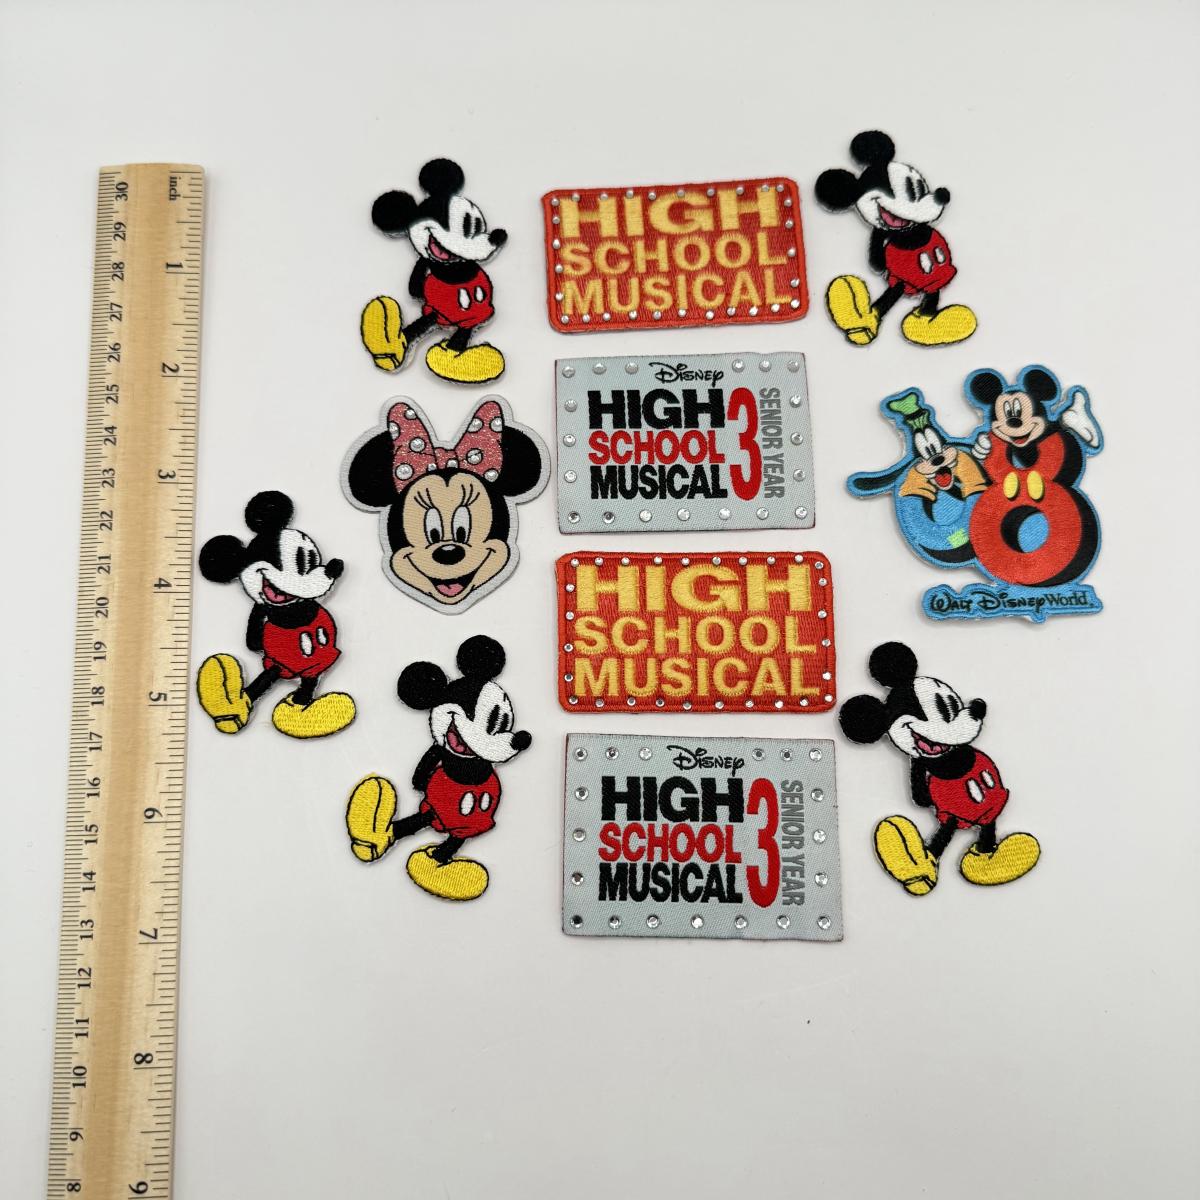 inch
30
29
28
27
26
25
24
23
22
21
20
19
18
17
16
15
14
13
12
11
10
9
8
1
2
3
4
5
6
7
8
9
HIGH
SCHOOL
MUSICAL
Disney
HIGH
SCHOOL
MUSICAL
3
SENIOR YEAR
8
WALT DISNEY World.
HIGH
SCHOOL
MUSICAL
Disney
HIGH
SCHOOL
MUSICAL
3
SENIOR YEAR